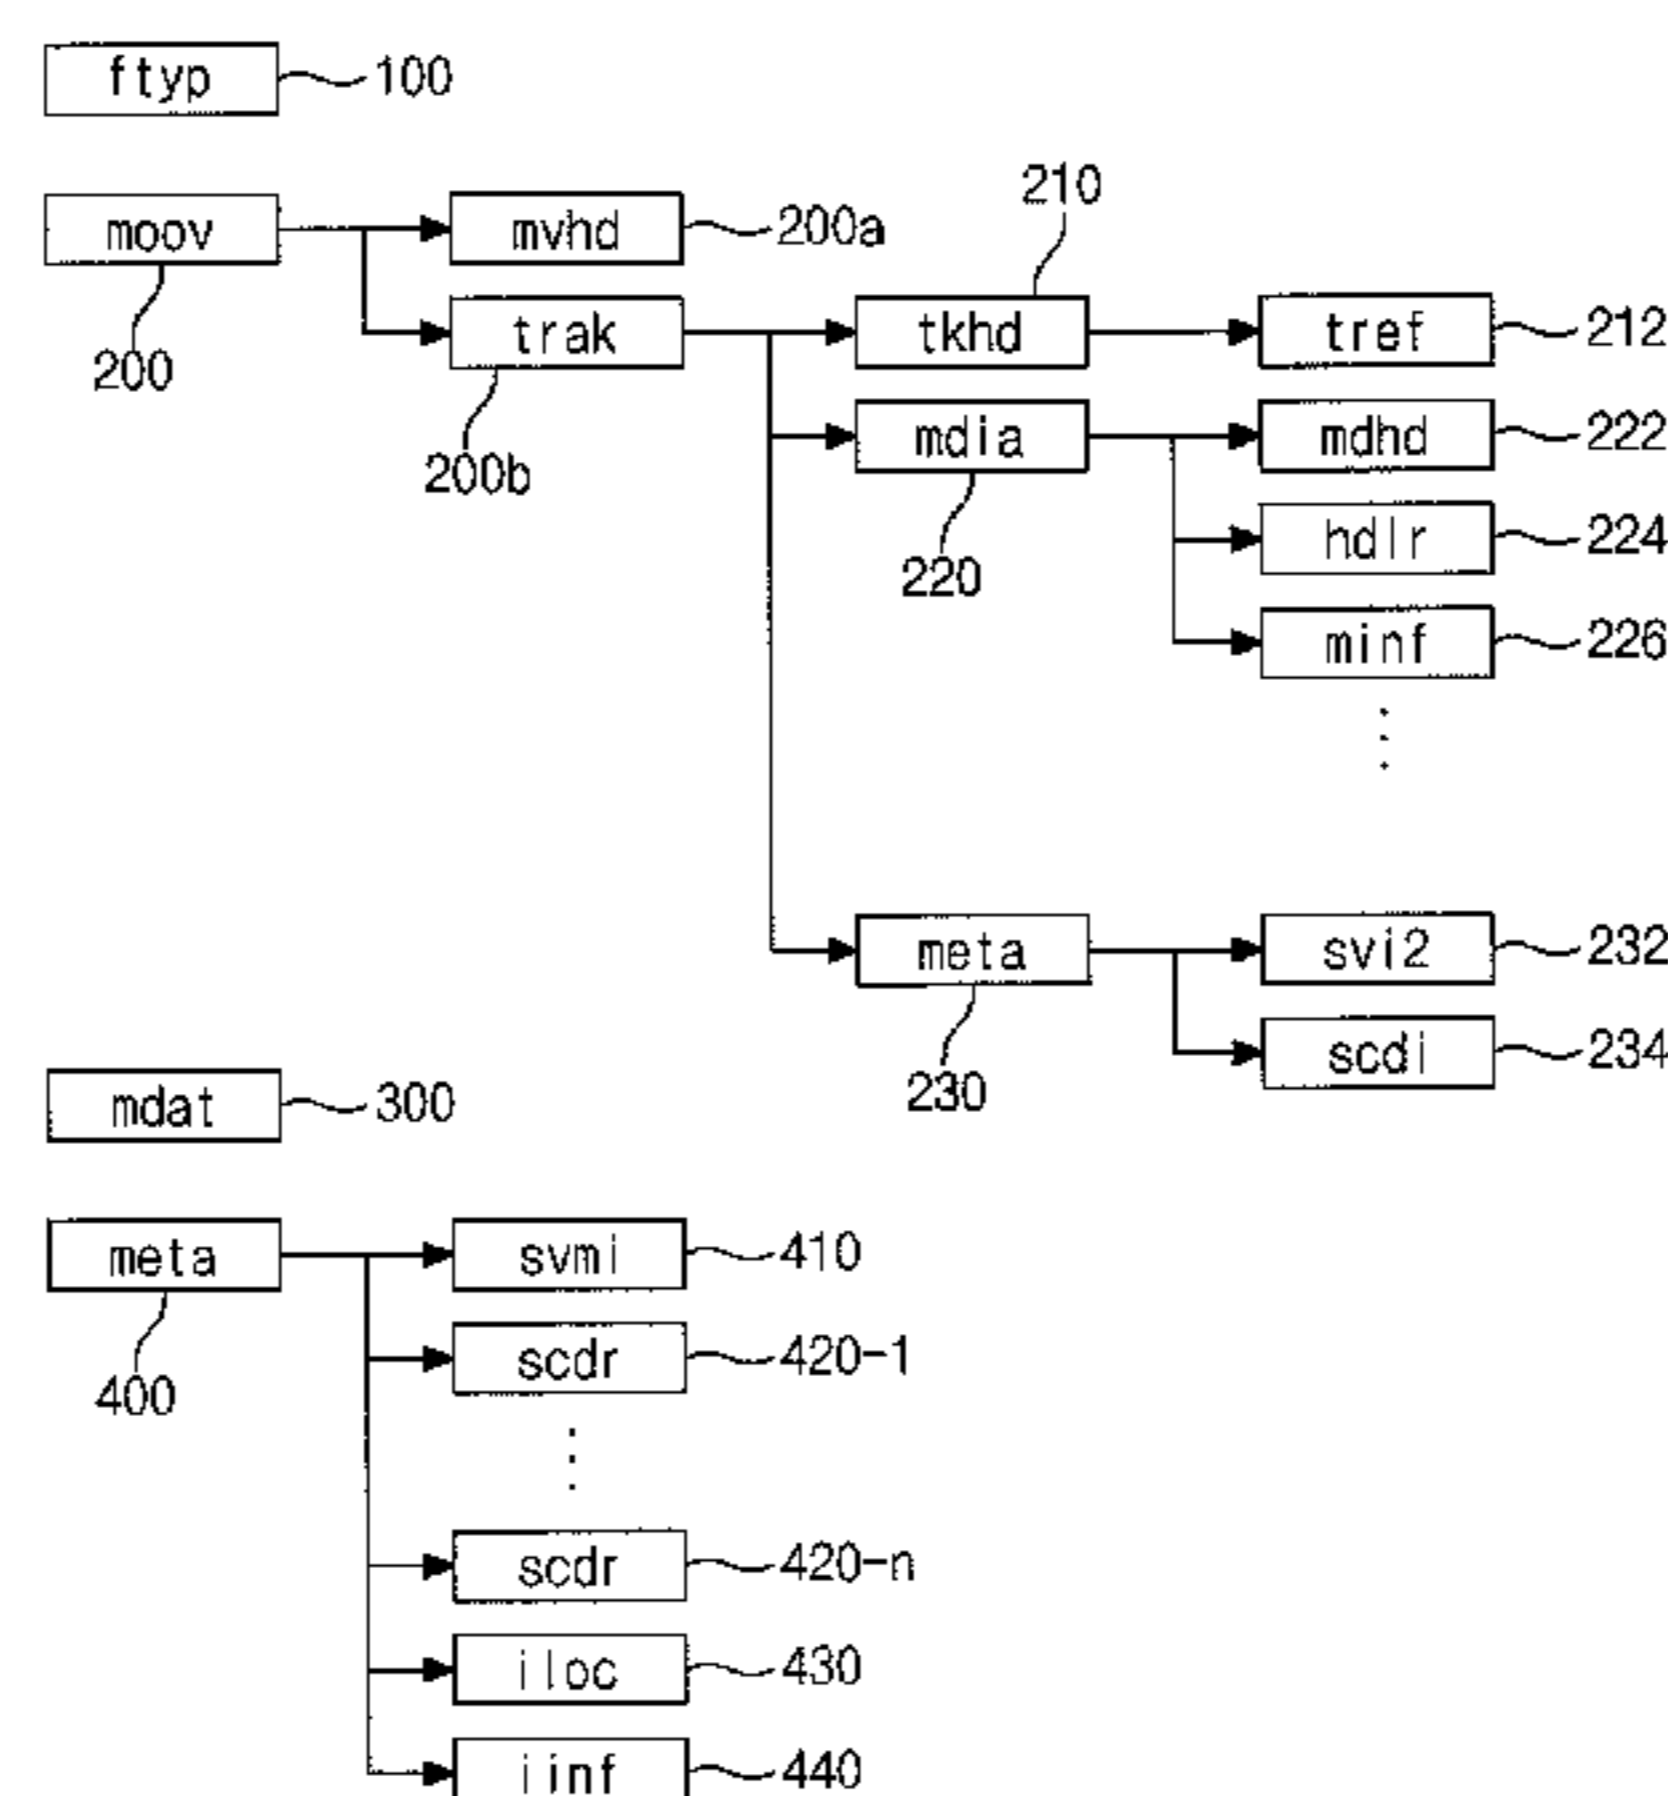 ftyp 100
210
moov mvhd 200a
trak tkhd tref 212
200
mdia mdhd 222
200b
hdlr 224
220
minf 226
meta svi2 232
scdi 234
230
mdat 300
meta svmi 410
scdr 420-1
400
scdr 420-n
iloc 430
iinf 440